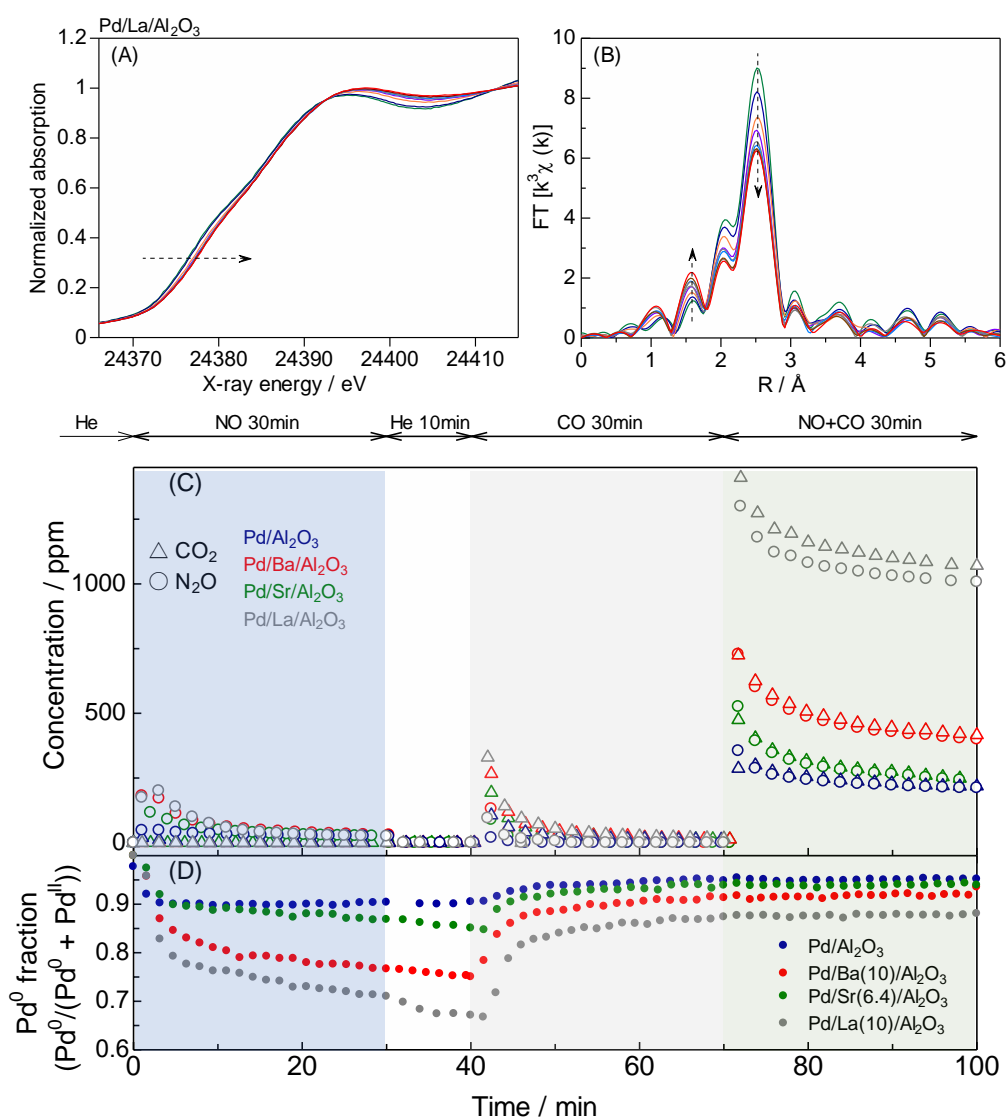 Pd/La/Al2O3
(A)
1.2
1
0.8
0.6
0.4
0.2
0
Normalized absorption
24370 24380 24390 24400 24410
X-ray energy / eV
(B)
10
8
6
4
2
0
FT [k³χ (k)]
0 1 2 3 4 5 6
R / Å
He NO 30min He 10min CO 30min NO+CO 30min
(C)
CO2
N2O
Pd/Al2O3
Pd/Ba/Al2O3
Pd/Sr/Al2O3
Pd/La/Al2O3
1000
500
0
Concentration / ppm
(D)
0.9
0.8
0.7
0.6
Pd⁰ fraction
(Pd⁰/(Pd⁰ + Pdᴵᴵ))
Pd/Al2O3
Pd/Ba(10)/Al2O3
Pd/Sr(6.4)/Al2O3
Pd/La(10)/Al2O3
0 20 40 60 80 100
Time / min